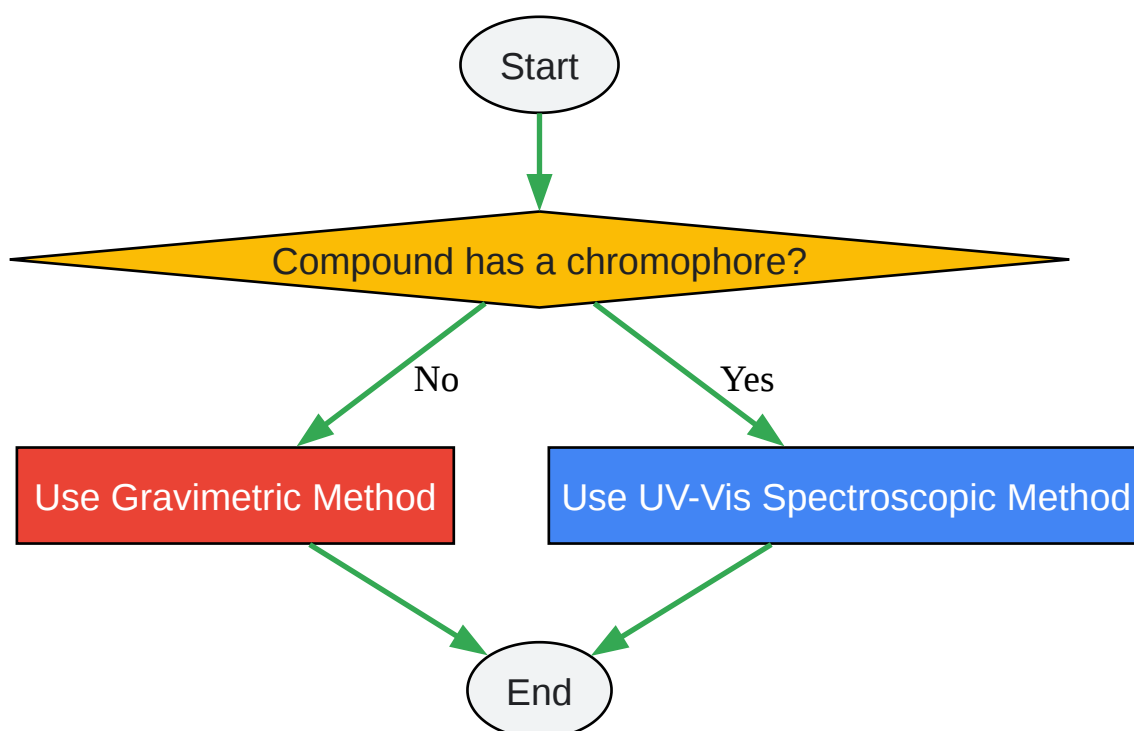 Start
Compound has a chromophore?
No
Yes
Use Gravimetric Method
Use UV-Vis Spectroscopic Method
End